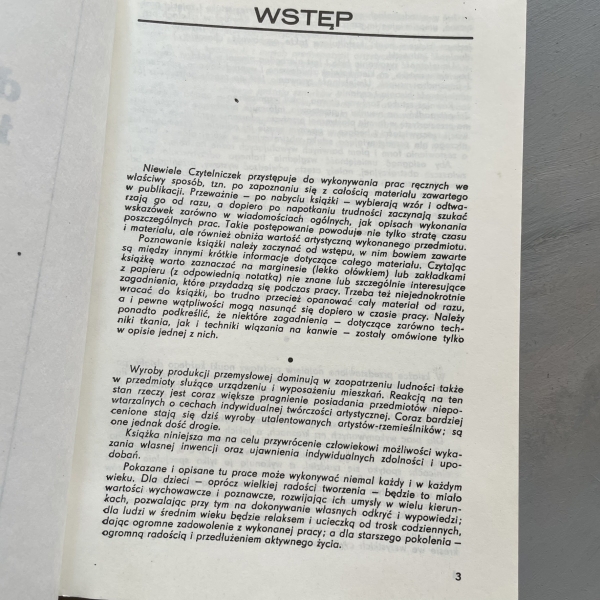 WSTĘP
Niewiele Czytelniczek przystępuje do wykonywania prac ręcznych we
właściwy sposób, tzn. po zapoznaniu się z całością materiału zawartego
w publikacji. Przeważnie – po nabyciu książki – wybierają wzór i odtwa-
rzają go od razu, a dopiero po napotkaniu trudności zaczynają szukać
wskazówek zarówno w wiadomościach ogólnych, jak opisach wykonania
poszczególnych prac. Takie postępowanie powoduje nie tylko stratę czasu
i materiału, ale również obniża wartość artystyczną wykonanego przedmiotu.
Poznawanie książki należy zaczynać od wstępu, w nim bowiem zawarte
są między innymi krótkie informacje dotyczące całego materiału. Czytając
książkę warto zaznaczać na marginesie (lekko ołówkiem) lub zakładkami
z papieru (z odpowiednią notatką) nie znane lub szczególnie interesujące
zagadnienia, które przydadzą się podczas pracy. Trzeba też niejednokrotnie
wracać do książki, bo trudno przecież opanować cały materiał od razu,
a i pewne wątpliwości mogą nasunąć się dopiero w czasie pracy. Należy
ponadto podkreślić, że niektóre zagadnienia – dotyczące zarówno tech-
niki tkania, jak i techniki wiązania na kanwie – zostały omówione tylko
w opisie jednej z nich.
•
Wyroby produkcji przemysłowej dominują w zaopatrzeniu ludności także
w przedmioty służące urządzeniu i wyposażeniu mieszkań. Reakcją na ten
stan rzeczy jest coraz większe pragnienie posiadania przedmiotów niepo-
wtarzalnych o cechach indywidualnej twórczości artystycznej. Coraz bardziej
cenione stają się dziś wyroby utalentowanych artystów-rzemieślników; są
one jednak dość drogie.
Książka niniejsza ma na celu przywrócenie człowiekowi możliwości wyka-
zania własnej inwencji oraz ujawnienia indywidualnych zdolności i upo-
dobań.
Pokazane i opisane tu prace może wykonywać niemal każdy i w każdym
wieku. Dla dzieci – oprócz wielkiej radości tworzenia – będzie to miało
wartości wychowawcze i poznawcze, rozwijając ich umysły w wielu kierun-
kach, pozwalając przy tym na dokonywanie własnych odkryć i wypowiedzi;
dla ludzi w średnim wieku będzie relaksem i ucieczką od trosk codziennych,
dając ogromne zadowolenie z wykonanej pracy; a dla starszego pokolenia –
ogromną radością i przedłużeniem aktywnego życia.
3